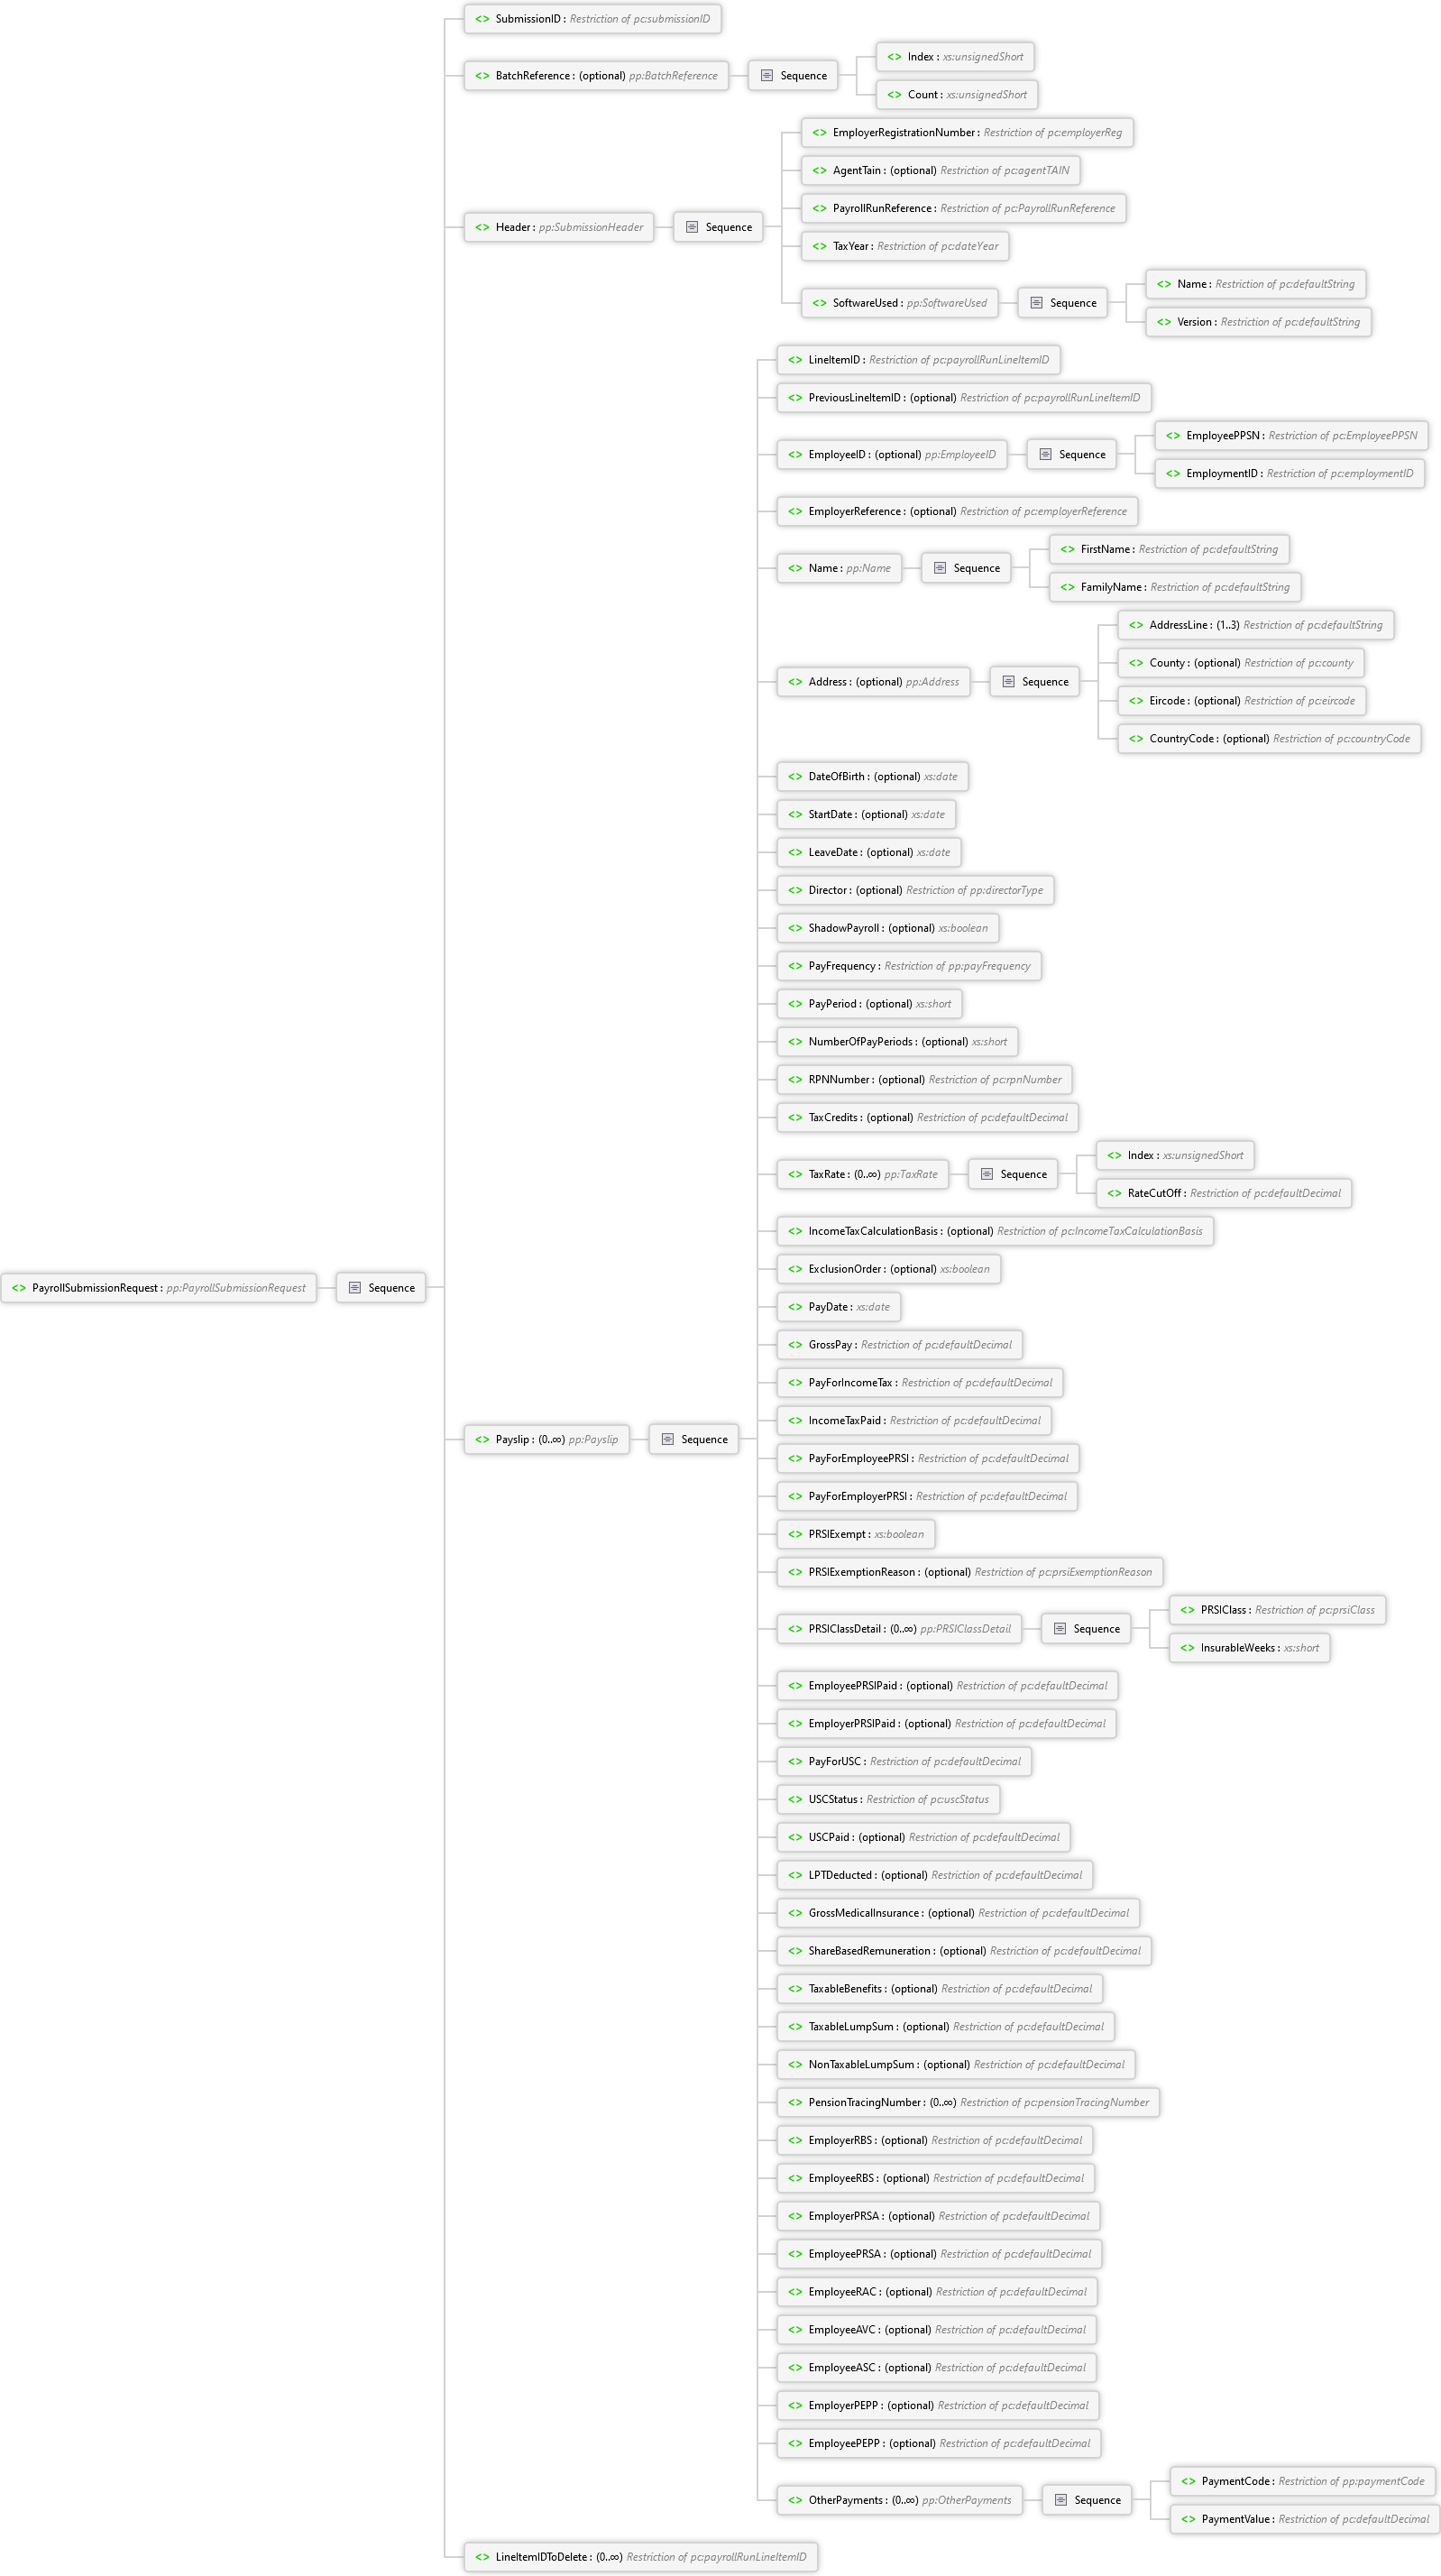 <> SubmissionID : Restriction of pc:submissionID
<> BatchReference : (optional) pp:BatchReference
Sequence
<> Index : xs:unsignedShort
<> Count : xs:unsignedShort
<> Header : pp:SubmissionHeader
Sequence
<> EmployerRegistrationNumber : Restriction of pc:employerReg
<> AgentTain : (optional) Restriction of pc:agentTAIN
<> PayrollRunReference : Restriction of pc:PayrollRunReference
<> TaxYear : Restriction of pc:dateYear
<> SoftwareUsed : pp:SoftwareUsed
Sequence
<> Name : Restriction of pc:defaultString
<> Version : Restriction of pc:defaultString
<> PayrollSubmissionRequest : pp:PayrollSubmissionRequest
Sequence
<> Payslip : (0..∞) pp:Payslip
Sequence
<> LineItemID : Restriction of pc:payrollRunLineItemID
<> PreviousLineItemID : (optional) Restriction of pc:payrollRunLineItemID
<> EmployeeID : (optional) pp:EmployeeID
Sequence
<> EmployeePPSN : Restriction of pc:EmployeePPSN
<> EmploymentID : Restriction of pc:employmentID
<> EmployerReference : (optional) Restriction of pc:employerReference
<> Name : pp:Name
Sequence
<> FirstName : Restriction of pc:defaultString
<> FamilyName : Restriction of pc:defaultString
<> Address : (optional) pp:Address
Sequence
<> AddressLine : (1..3) Restriction of pc:defaultString
<> County : (optional) Restriction of pc:county
<> Eircode : (optional) Restriction of pc:eircode
<> CountryCode : (optional) Restriction of pc:countryCode
<> DateOfBirth : (optional) xs:date
<> StartDate : (optional) xs:date
<> LeaveDate : (optional) xs:date
<> Director : (optional) Restriction of pp:directorType
<> ShadowPayroll : (optional) xs:boolean
<> PayFrequency : Restriction of pp:payFrequency
<> PayPeriod : (optional) xs:short
<> NumberOfPayPeriods : (optional) xs:short
<> RPNNumber : (optional) Restriction of pc:rpnNumber
<> TaxCredits : (optional) Restriction of pc:defaultDecimal
<> TaxRate : (0..∞) pp:TaxRate
Sequence
<> Index : xs:unsignedShort
<> RateCutOff : Restriction of pc:defaultDecimal
<> IncomeTaxCalculationBasis : (optional) Restriction of pc:IncomeTaxCalculationBasis
<> ExclusionOrder : (optional) xs:boolean
<> PayDate : xs:date
<> GrossPay : Restriction of pc:defaultDecimal
<> PayForIncomeTax : Restriction of pc:defaultDecimal
<> IncomeTaxPaid : Restriction of pc:defaultDecimal
<> PayForEmployeePRSI : Restriction of pc:defaultDecimal
<> PayForEmployerPRSI : Restriction of pc:defaultDecimal
<> PRSIExempt : xs:boolean
<> PRSIExemptionReason : (optional) Restriction of pc:prsiExemptionReason
<> PRSIClassDetail : (0..∞) pp:PRSIClassDetail
Sequence
<> PRSIClass : Restriction of pc:prsiClass
<> InsurableWeeks : xs:short
<> EmployeePRSIPaid : (optional) Restriction of pc:defaultDecimal
<> EmployerPRSIPaid : (optional) Restriction of pc:defaultDecimal
<> PayForUSC : Restriction of pc:defaultDecimal
<> USCStatus : Restriction of pc:uscStatus
<> USCPaid : (optional) Restriction of pc:defaultDecimal
<> LPTDeducted : (optional) Restriction of pc:defaultDecimal
<> GrossMedicalInsurance : (optional) Restriction of pc:defaultDecimal
<> ShareBasedRemuneration : (optional) Restriction of pc:defaultDecimal
<> TaxableBenefits : (optional) Restriction of pc:defaultDecimal
<> TaxableLumpSum : (optional) Restriction of pc:defaultDecimal
<> NonTaxableLumpSum : (optional) Restriction of pc:defaultDecimal
<> PensionTracingNumber : (0..∞) Restriction of pc:pensionTracingNumber
<> EmployerRBS : (optional) Restriction of pc:defaultDecimal
<> EmployeeRBS : (optional) Restriction of pc:defaultDecimal
<> EmployerPRSA : (optional) Restriction of pc:defaultDecimal
<> EmployeePRSA : (optional) Restriction of pc:defaultDecimal
<> EmployeeRAC : (optional) Restriction of pc:defaultDecimal
<> EmployeeAVC : (optional) Restriction of pc:defaultDecimal
<> EmployeeASC : (optional) Restriction of pc:defaultDecimal
<> EmployerPEPP : (optional) Restriction of pc:defaultDecimal
<> EmployeePEPP : (optional) Restriction of pc:defaultDecimal
<> OtherPayments : (0..∞) pp:OtherPayments
Sequence
<> PaymentCode : Restriction of pp:paymentCode
<> PaymentValue : Restriction of pc:defaultDecimal
<> LineItemIDToDelete : (0..∞) Restriction of pc:payrollRunLineItemID